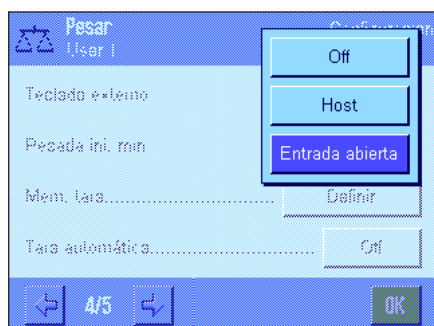 Pesar
User 1
Off
Teclado externo
Host
Pesada ini. min
Entrada abierta
Mem. tara............................ Definir
Tara automática............................ Off
4/5
OK